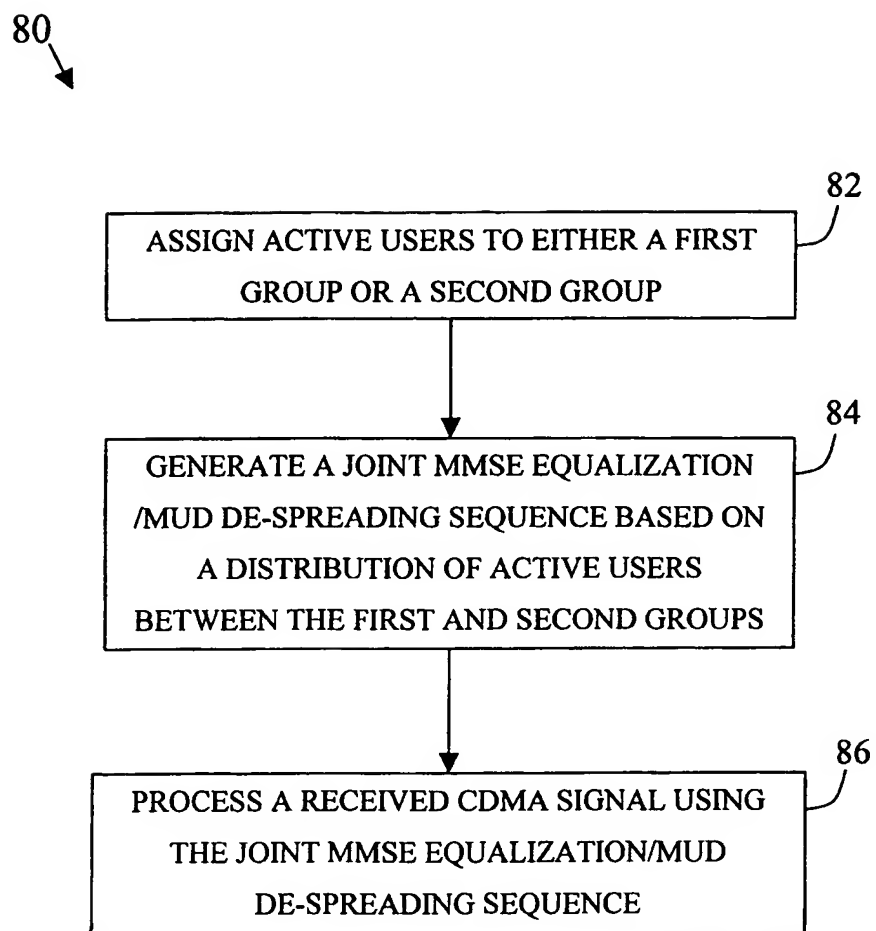 80
82
ASSIGN ACTIVE USERS TO EITHER A FIRST
GROUP OR A SECOND GROUP
84
GENERATE A JOINT MMSE EQUALIZATION
/MUD DE-SPREADING SEQUENCE BASED ON
A DISTRIBUTION OF ACTIVE USERS
BETWEEN THE FIRST AND SECOND GROUPS
86
PROCESS A RECEIVED CDMA SIGNAL USING
THE JOINT MMSE EQUALIZATION/MUD
DE-SPREADING SEQUENCE